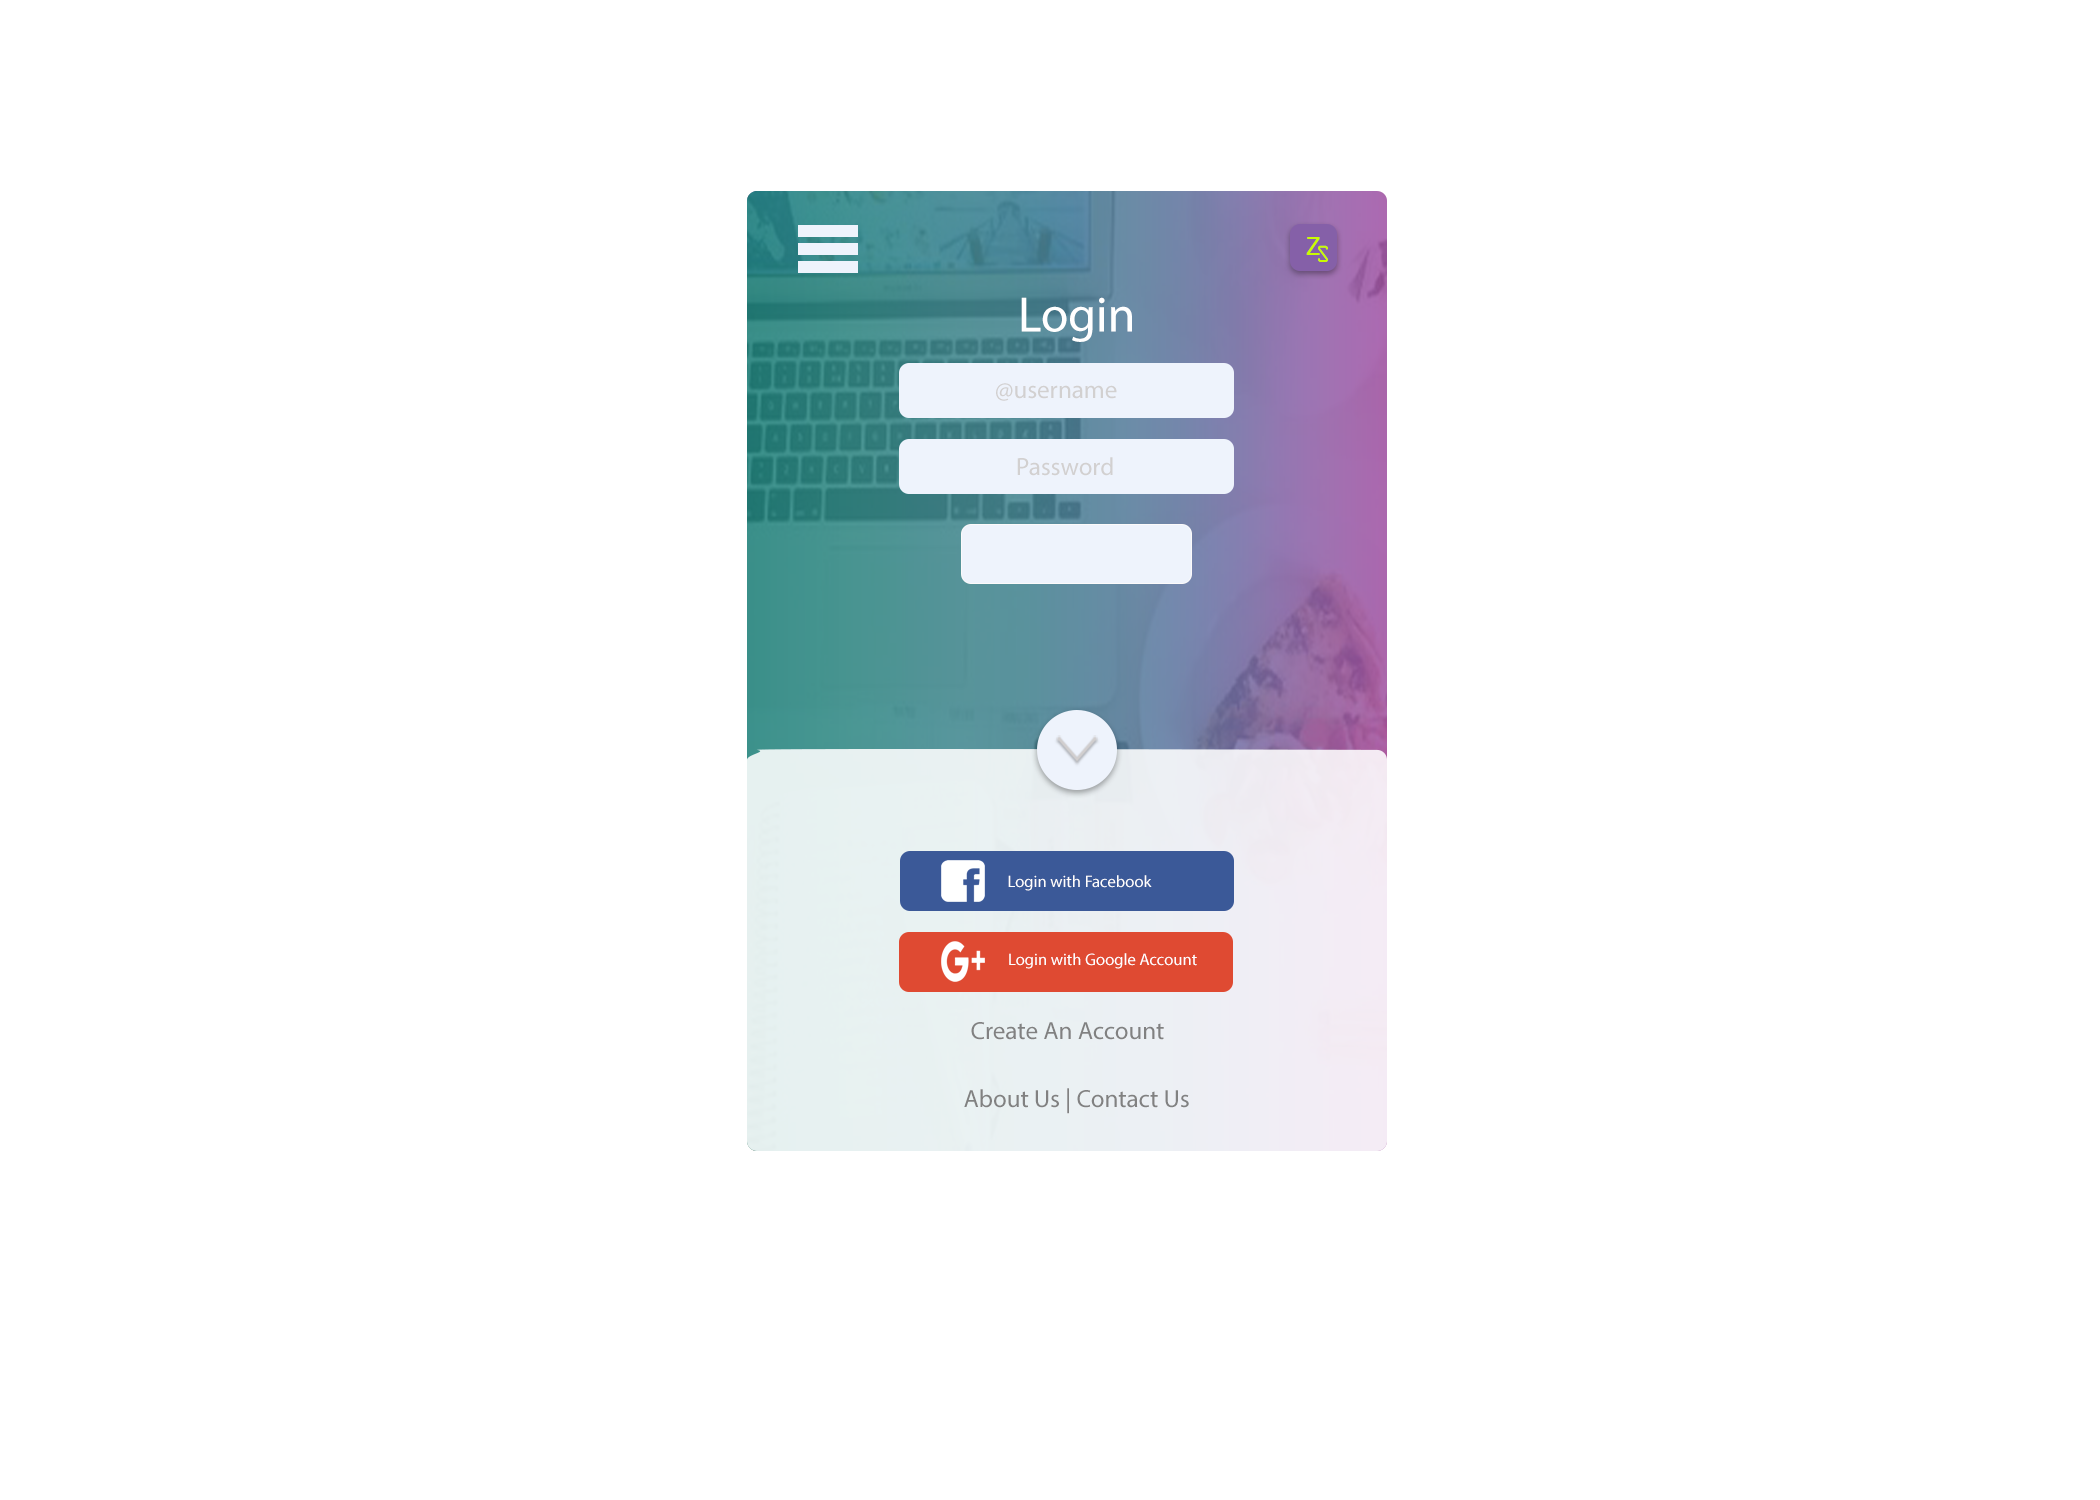 ZS
Login
@username
Password
Login with Facebook
G+ Login with Google Account
Create An Account
About Us | Contact Us